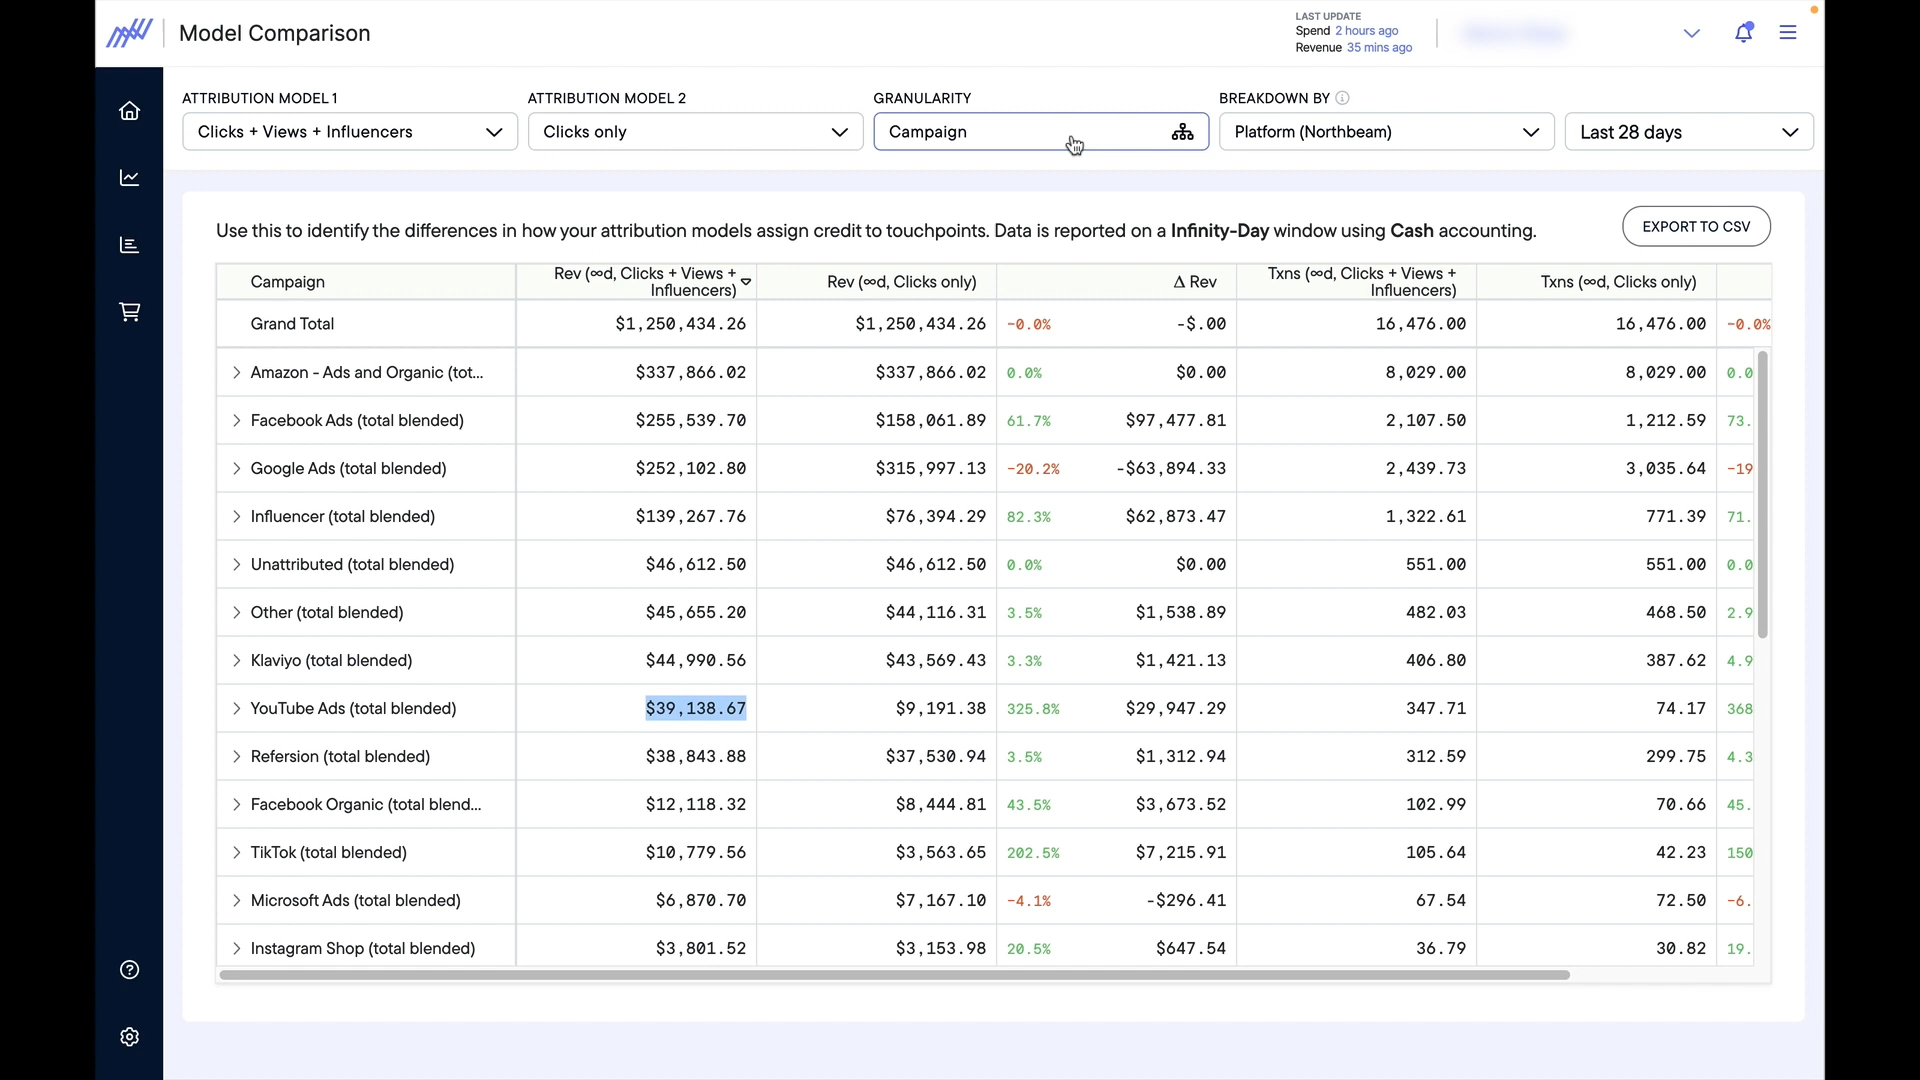 Model Comparison
LAST UPDATE
Spend 2 hours ago
Revenue 35 mins ago
ATTRIBUTION MODEL 1
ATTRIBUTION MODEL 2
GRANULARITY
BREAKDOWN BY
Clicks + Views + Influencers
Clicks only
Campaign
Platform (Northbeam)
Last 28 days
Use this to identify the differences in how your attribution models assign credit to touchpoints. Data is reported on a Infinity-Day window using Cash accounting.
EXPORT TO CSV
Campaign Rev (∞d, Clicks + Views + Influencers) Rev (∞d, Clicks only) Δ Rev Txns (∞d, Clicks + Views + Influencers) Txns (∞d, Clicks only)
Grand Total $1,250,434.26 $1,250,434.26 -0.0% -$.00 16,476.00 16,476.00 -0.0%
Amazon - Ads and Organic (tot... $337,866.02 $337,866.02 0.0% $0.00 8,029.00 8,029.00 0.0
Facebook Ads (total blended) $255,539.70 $158,061.89 61.7% $97,477.81 2,107.50 1,212.59 73.
Google Ads (total blended) $252,102.80 $315,997.13 -20.2% -$63,894.33 2,439.73 3,035.64 -19
Influencer (total blended) $139,267.76 $76,394.29 82.3% $62,873.47 1,322.61 771.39 71.
Unattributed (total blended) $46,612.50 $46,612.50 0.0% $0.00 551.00 551.00 0.0
Other (total blended) $45,655.20 $44,116.31 3.5% $1,538.89 482.03 468.50 2.9
Klaviyo (total blended) $44,990.56 $43,569.43 3.3% $1,421.13 406.80 387.62 4.9
YouTube Ads (total blended) $39,138.67 $9,191.38 325.8% $29,947.29 347.71 74.17 368
Refersion (total blended) $38,843.88 $37,530.94 3.5% $1,312.94 312.59 299.75 4.3
Facebook Organic (total blend... $12,118.32 $8,444.81 43.5% $3,673.52 102.99 70.66 45.
TikTok (total blended) $10,779.56 $3,563.65 202.5% $7,215.91 105.64 42.23 150
Microsoft Ads (total blended) $6,870.70 $7,167.10 -4.1% -$296.41 67.54 72.50 -6.
Instagram Shop (total blended) $3,801.52 $3,153.98 20.5% $647.54 36.79 30.82 19.